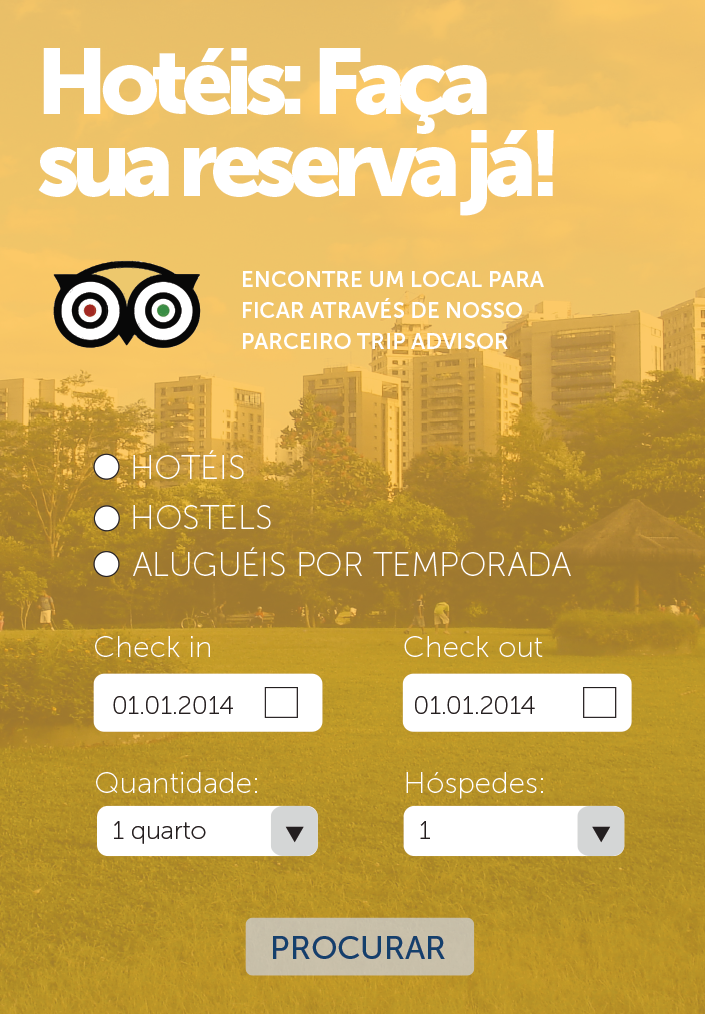 Hotéis: Faça
sua reserva já!
ENCONTRE UM LOCAL PARA
FICAR ATRAVÉS DE NOSSO
PARCEIRO TRIP ADVISOR
HOTÉIS
HOSTELS
ALUGUÉIS POR TEMPORADA
Check in
Check out
01.01.2014
01.01.2014
Quantidade:
Hóspedes:
1 quarto
1
PROCURAR